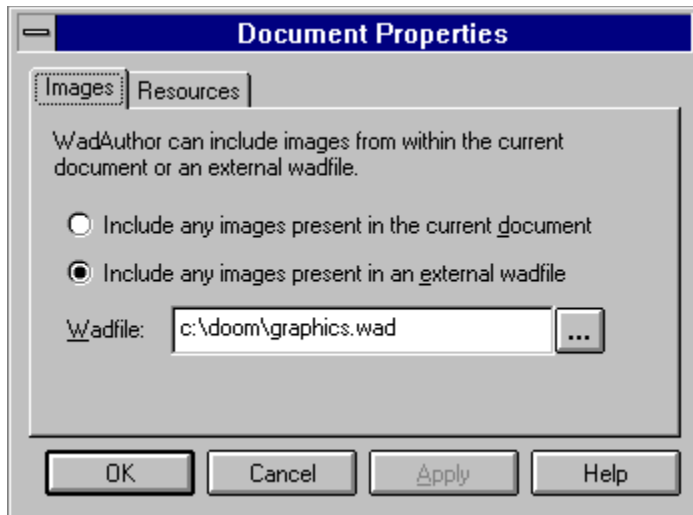 Document Properties
Images
Resources
WadAuthor can include images from within the current
document or an external wadfile.
Include any images present in the current document
Include any images present in an external wadfile
Wadfile: c:\doom\graphics.wad ...
OK Cancel Apply Help